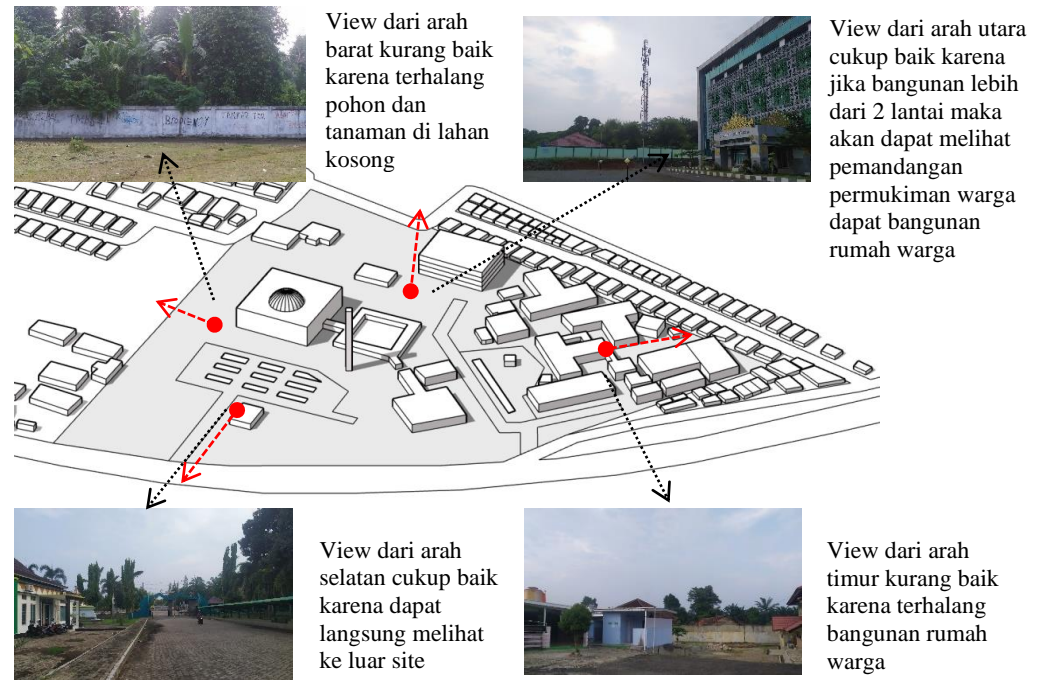 View dari arah
barat kurang baik
karena terhalang
pohon dan
tanaman di lahan
kosong
View dari arah utara
cukup baik karena
jika bangunan lebih
dari 2 lantai maka
akan dapat melihat
pemandangan
permukiman warga
dapat bangunan
rumah warga
View dari arah
selatan cukup baik
karena dapat
langsung melihat
ke luar site
View dari arah
timur kurang baik
karena terhalang
bangunan rumah
warga